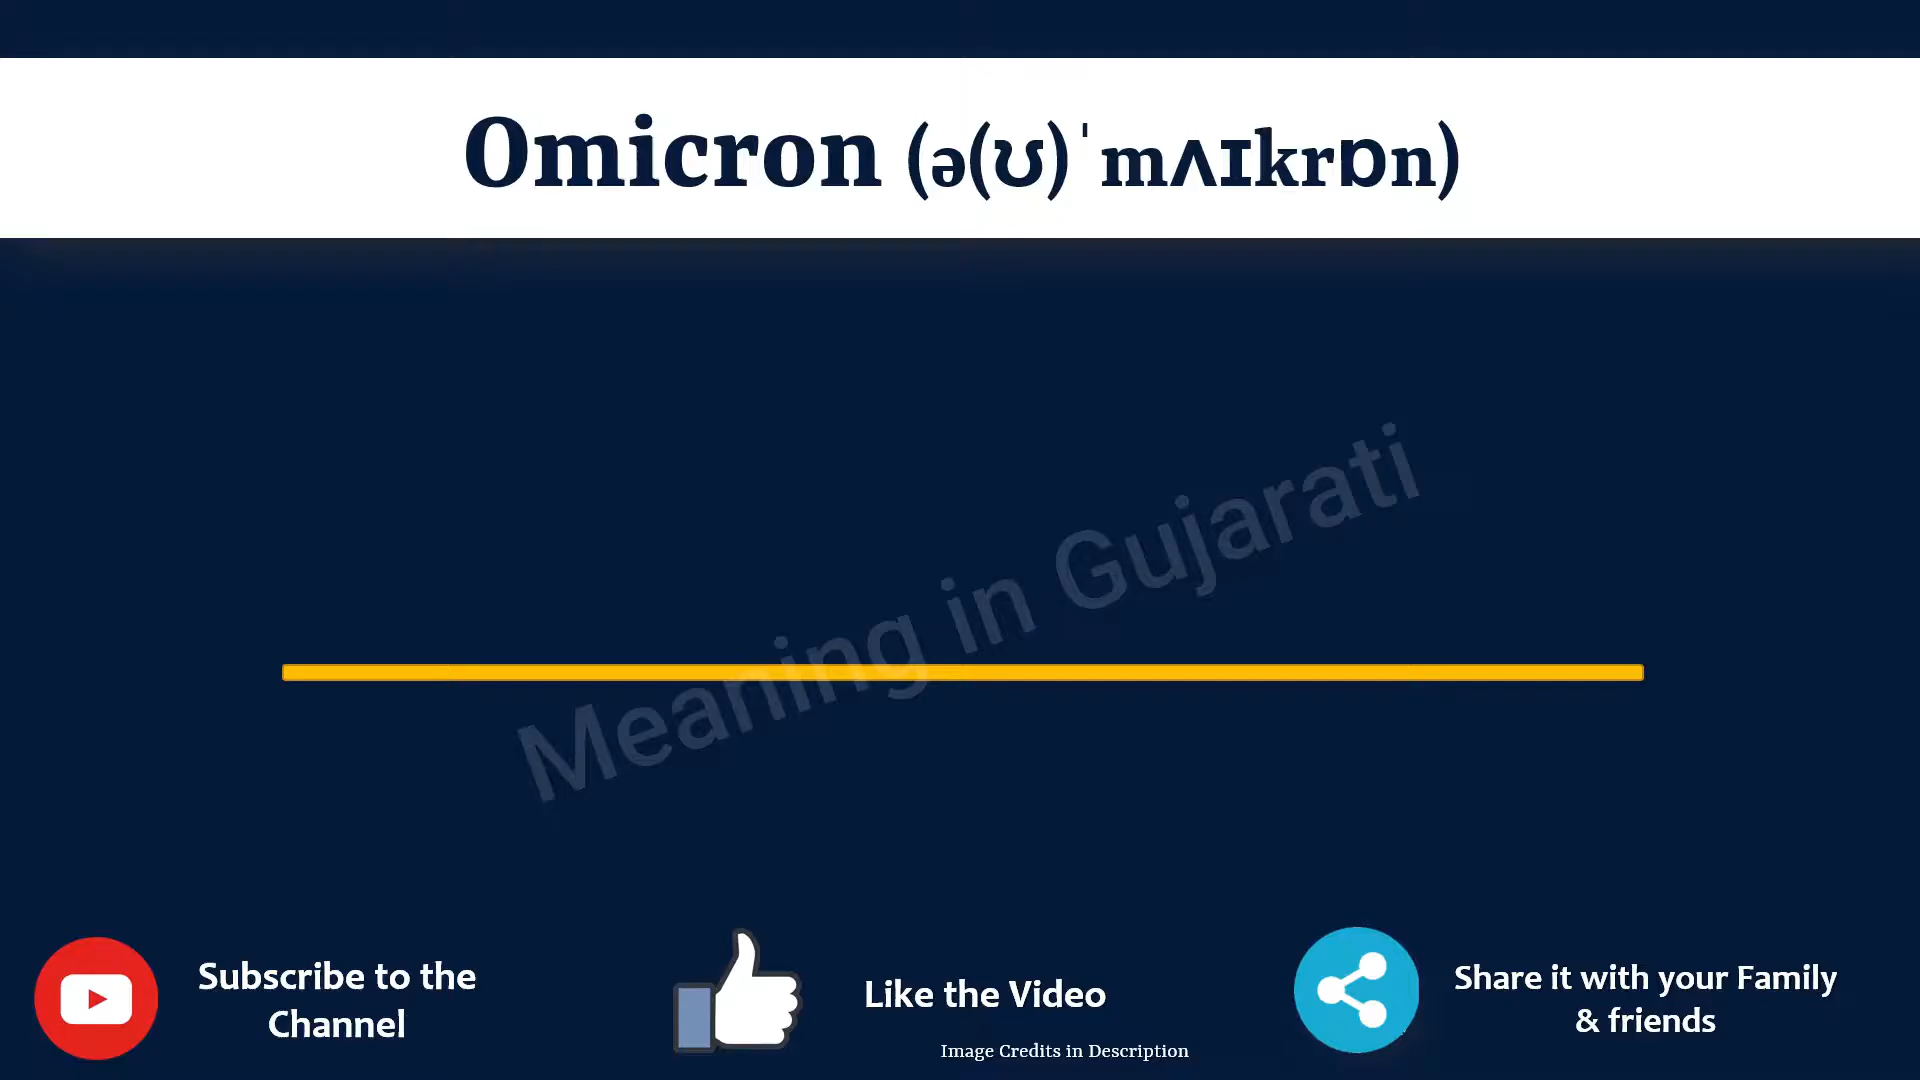 Omicron (ə(ʊ)ˈmʌɪkrɒn)
Meaning in Gujarati
Subscribe to the
Channel
Like the Video
Share it with your Family
& friends
Image Credits in Description